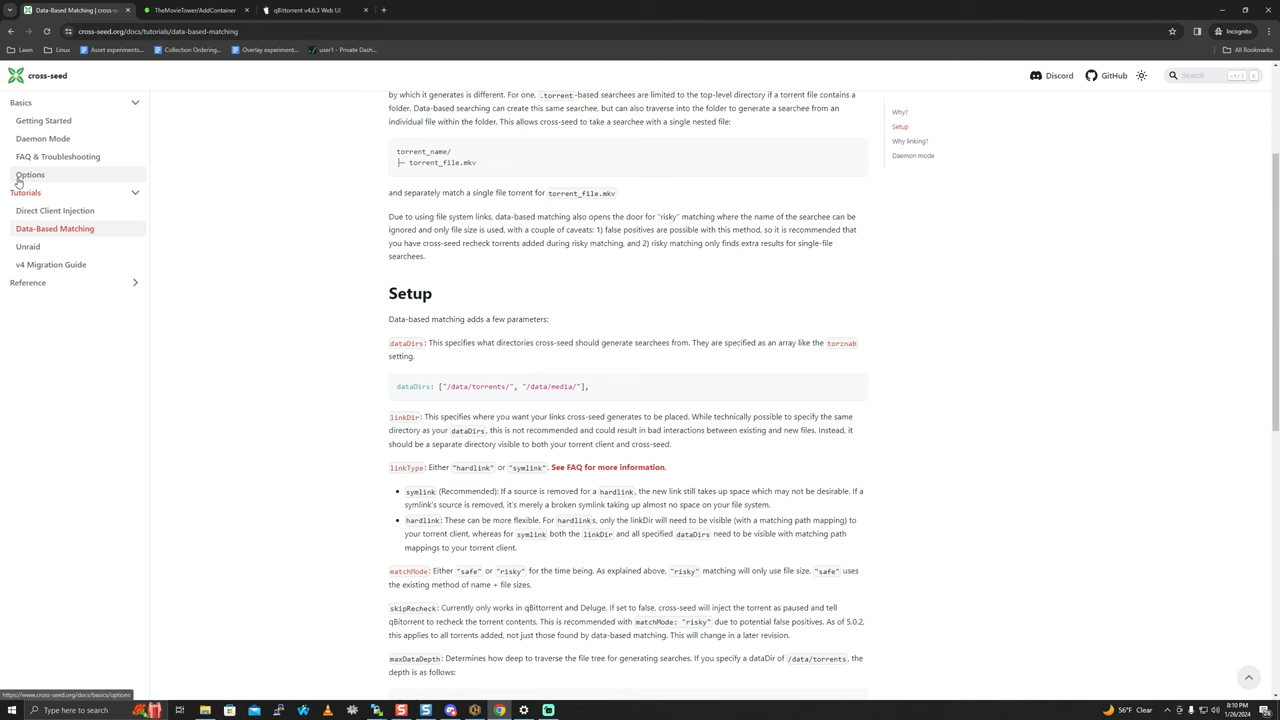 Data-Based Matching | cross-s
TheMovieTower/AddContainer
qBittorrent v4.6.3 Web UI
cross-seed.org/docs/tutorials/data-based-matching
Incognito
Lawn
Linux
Asset experiments...
Collection Ordering...
Overlay experiment...
user1 - Private Dash...
All Bookmarks
cross-seed
Discord
GitHub
Search
ctrl
K
Basics
Getting Started
Daemon Mode
FAQ & Troubleshooting
Options
Tutorials
Direct Client Injection
Data-Based Matching
Unraid
v4 Migration Guide
Reference
by which it generates is different. For one, .torrent-based searchees are limited to the top-level directory if a torrent file contains a
folder. Data-based searching can create this same searchee, but can also traverse into the folder to generate a searchee from an
individual file within the folder. This allows cross-seed to take a searchee with a single nested file:
torrent_name/
├─ torrent_file.mkv
and separately match a single file torrent for torrent_file.mkv
Due to using file system links, data-based matching also opens the door for "risky" matching where the name of the searchee can be
ignored and only file size is used, with a couple of caveats: 1) false positives are possible with this method, so it is recommended that
you have cross-seed recheck torrents added during risky matching, and 2) risky matching only finds extra results for single-file
searchees.
Setup
Data-based matching adds a few parameters:
dataDirs: This specifies what directories cross-seed should generate searchees from. They are specified as an array like the torznab
setting.
dataDirs: ["/data/torrents/", "/data/media/"],
linkDir: This specifies where you want your links cross-seed generates to be placed. While technically possible to specify the same
directory as your dataDirs, this is not recommended and could result in bad interactions between existing and new files. Instead, it
should be a separate directory visible to both your torrent client and cross-seed.
linkType: Either "hardlink" or "symlink". See FAQ for more information.
• symlink (Recommended): If a source is removed for a hardlink, the new link still takes up space which may not be desirable. If a
symlink's source is removed, it's merely a broken symlink taking up almost no space on your file system.
• hardlink: These can be more flexible. For hardlinks, only the linkDir will need to be visible (with a matching path mapping) to
your torrent client, whereas for symlink both the linkDir and all specified dataDirs need to be visible with matching path
mappings to your torrent client.
matchMode: Either "safe" or "risky" for the time being. As explained above, "risky" matching will only use file size. "safe" uses
the existing method of name + file sizes.
skipRecheck: Currently only works in qBittorrent and Deluge. If set to false, cross-seed will inject the torrent as paused and tell
qBittorrent to recheck the torrent contents. This is recommended with matchMode: "risky" due to potential false positives. As of 5.0.2,
this applies to all torrents added, not just those found by data-based matching. This will change in a later revision.
maxDataDepth: Determines how deep to traverse the file tree for generating searches. If you specify a dataDir of /data/torrents, the
depth is as follows:
Why?
Setup
Why linking?
Daemon mode
https://www.cross-seed.org/docs/basics/options
Type here to search
56°F Clear
8:10 PM
1/26/2024